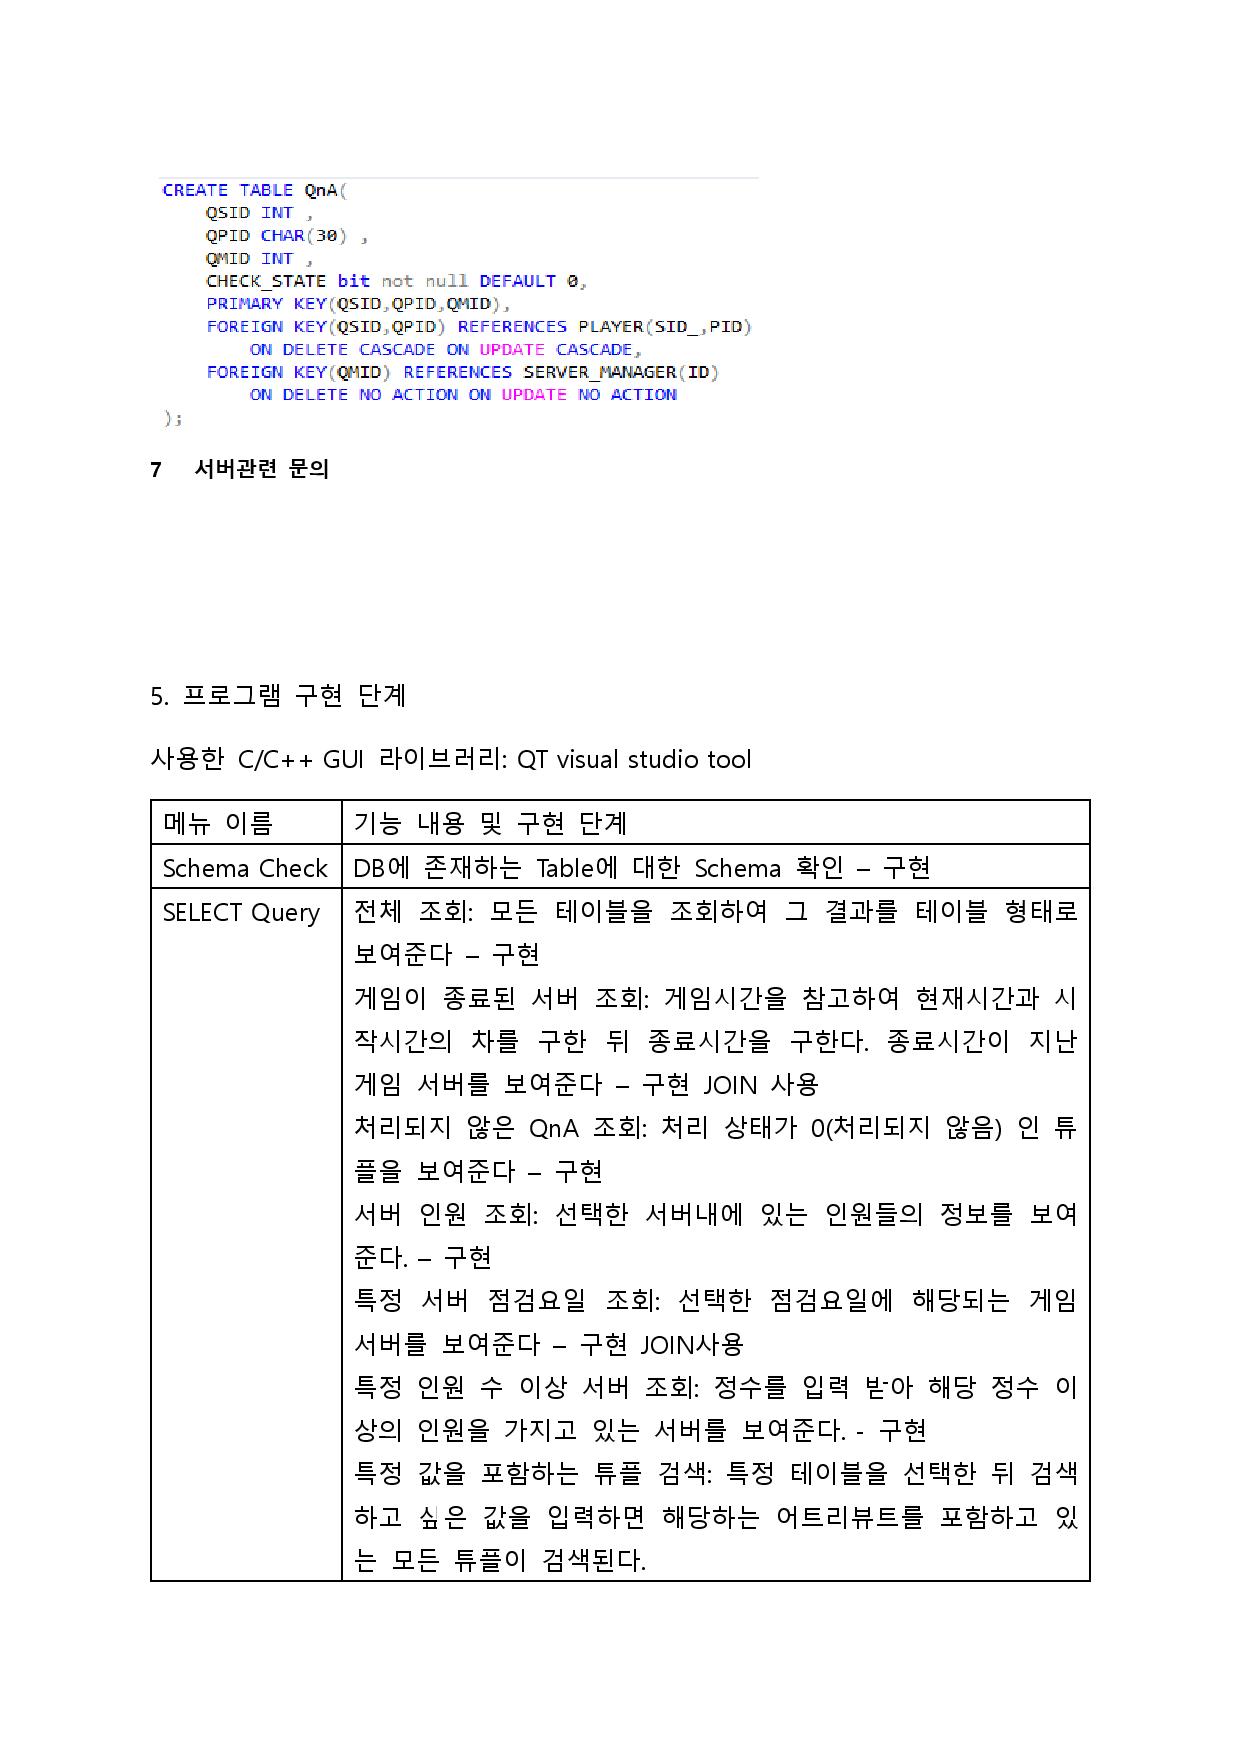 CREATE TABLE QnA(
QSID INT ,
QPID CHAR(30) ,
QMID INT ,
CHECK_STATE bit not null DEFAULT 0,
PRIMARY KEY(QSID,QPID,QMID),
FOREIGN KEY(QSID,QPID) REFERENCES PLAYER(SID_,PID)
ON DELETE CASCADE ON UPDATE CASCADE,
FOREIGN KEY(QMID) REFERENCES SERVER_MANAGER(ID)
ON DELETE NO ACTION ON UPDATE NO ACTION
);
7 서버관련 문의
5. 프로그램 구현 단계
사용한 C/C++ GUI 라이브러리: QT visual studio tool
메뉴 이름 기능 내용 및 구현 단계
Schema Check DB에 존재하는 Table에 대한 Schema 확인 – 구현
SELECT Query 전체 조회: 모든 테이블을 조회하여 그 결과를 테이블 형태로
보여준다 – 구현
게임이 종료된 서버 조회: 게임시간을 참고하여 현재시간과 시
작시간의 차를 구한 뒤 종료시간을 구한다. 종료시간이 지난
게임 서버를 보여준다 – 구현 JOIN 사용
처리되지 않은 QnA 조회: 처리 상태가 0(처리되지 않음) 인 튜
플을 보여준다 – 구현
서버 인원 조회: 선택한 서버내에 있는 인원들의 정보를 보여
준다. – 구현
특정 서버 점검요일 조회: 선택한 점검요일에 해당되는 게임
서버를 보여준다 – 구현 JOIN사용
특정 인원 수 이상 서버 조회: 정수를 입력 받아 해당 정수 이
상의 인원을 가지고 있는 서버를 보여준다. - 구현
특정 값을 포함하는 튜플 검색: 특정 테이블을 선택한 뒤 검색
하고 싶은 값을 입력하면 해당하는 어트리뷰트를 포함하고 있
는 모든 튜플이 검색된다.